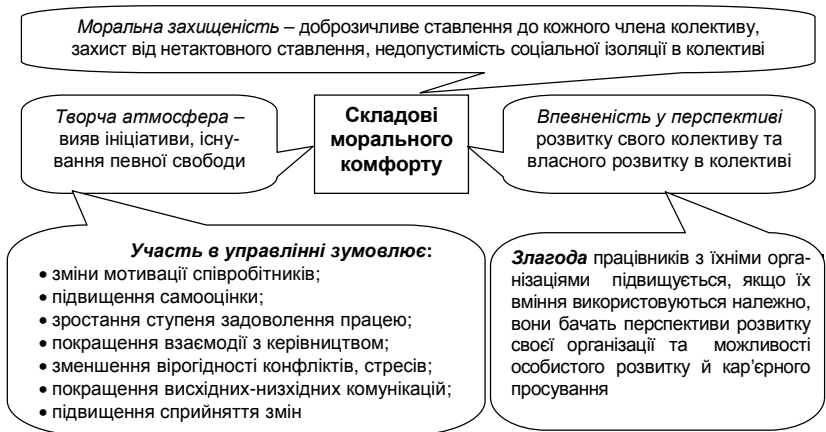 Моральна захищеність – доброзичливе ставлення до кожного члена колективу,
захист від нетактовного ставлення, недопустимість соціальної ізоляції в колективі
Творча атмосфера –
вияв ініціативи, існу-
вання певної свободи
Складові
морального
комфорту
Впевненість у перспективі
розвитку свого колективу та
власного розвитку в колективі
Участь в управлінні зумовлює:
• зміни мотивації співробітників;
• підвищення самооцінки;
• зростання ступеня задоволення працею;
• покращення взаємодії з керівництвом;
• зменшення вірогідності конфліктів, стресів;
• покращення висхідних-низхідних комунікацій;
• підвищення сприйняття змін
Злагода працівників з їхніми орга-
нізаціями підвищується, якщо їх
вміння використовуються належно,
вони бачать перспективи розвитку
своєї організації та можливості
особистого розвитку й кар’єрного
просування